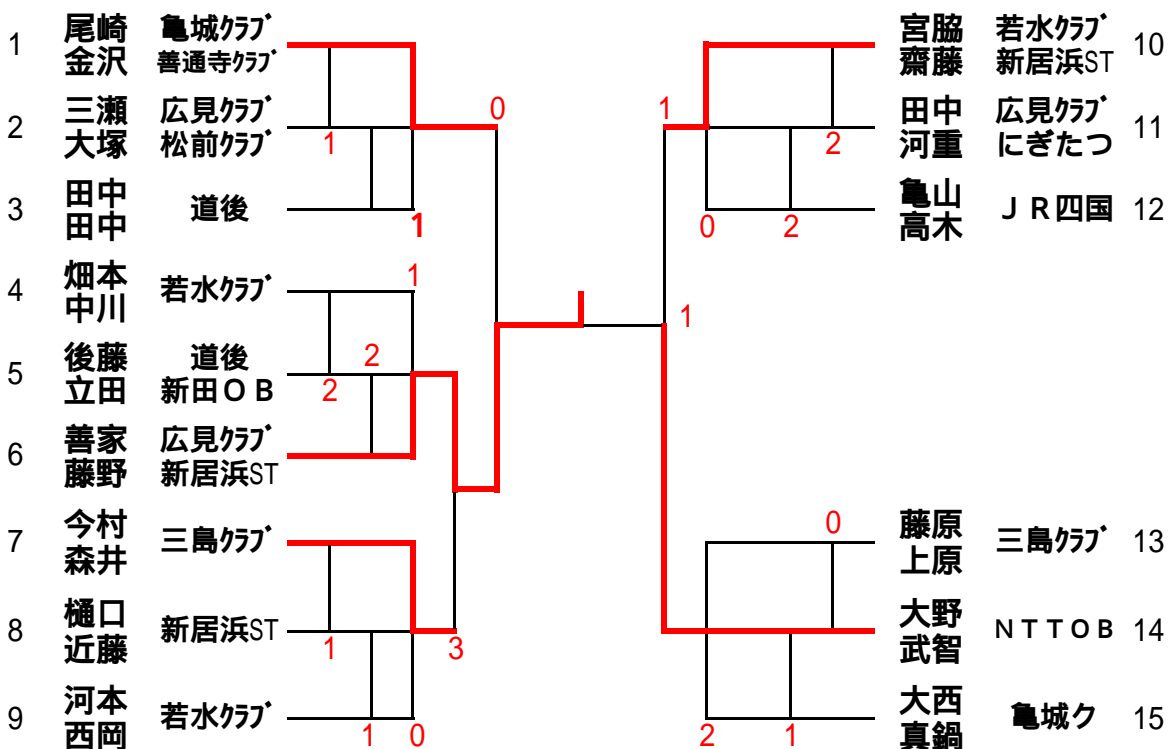 1 尾崎 亀城ｸﾗﾌﾞ
金沢 善通寺ｸﾗﾌﾞ
2 三瀬 広見ｸﾗﾌﾞ
大塚 松前ｸﾗﾌﾞ
1
0
3 田中 道後
田中
1
4 畑本 若水ｸﾗﾌﾞ
中川
1
5 後藤 道後
立田 新田ＯＢ
2
2
6 善家 広見ｸﾗﾌﾞ
藤野 新居浜ST
7 今村 三島ｸﾗﾌﾞ
森井
8 樋口 新居浜ST
近藤
1
3
9 河本 若水ｸﾗﾌﾞ
西岡
1 0
1
宮脇 若水ｸﾗﾌﾞ 10
齋藤 新居浜ST
1
田中 広見ｸﾗﾌﾞ 11
河重 にぎたつ
2
亀山 ＪＲ四国 12
高木
0 2
0
藤原 三島ｸﾗﾌﾞ 13
上原
大野 ＮＴＴＯＢ 14
武智
大西 亀城ク 15
真鍋
2 1